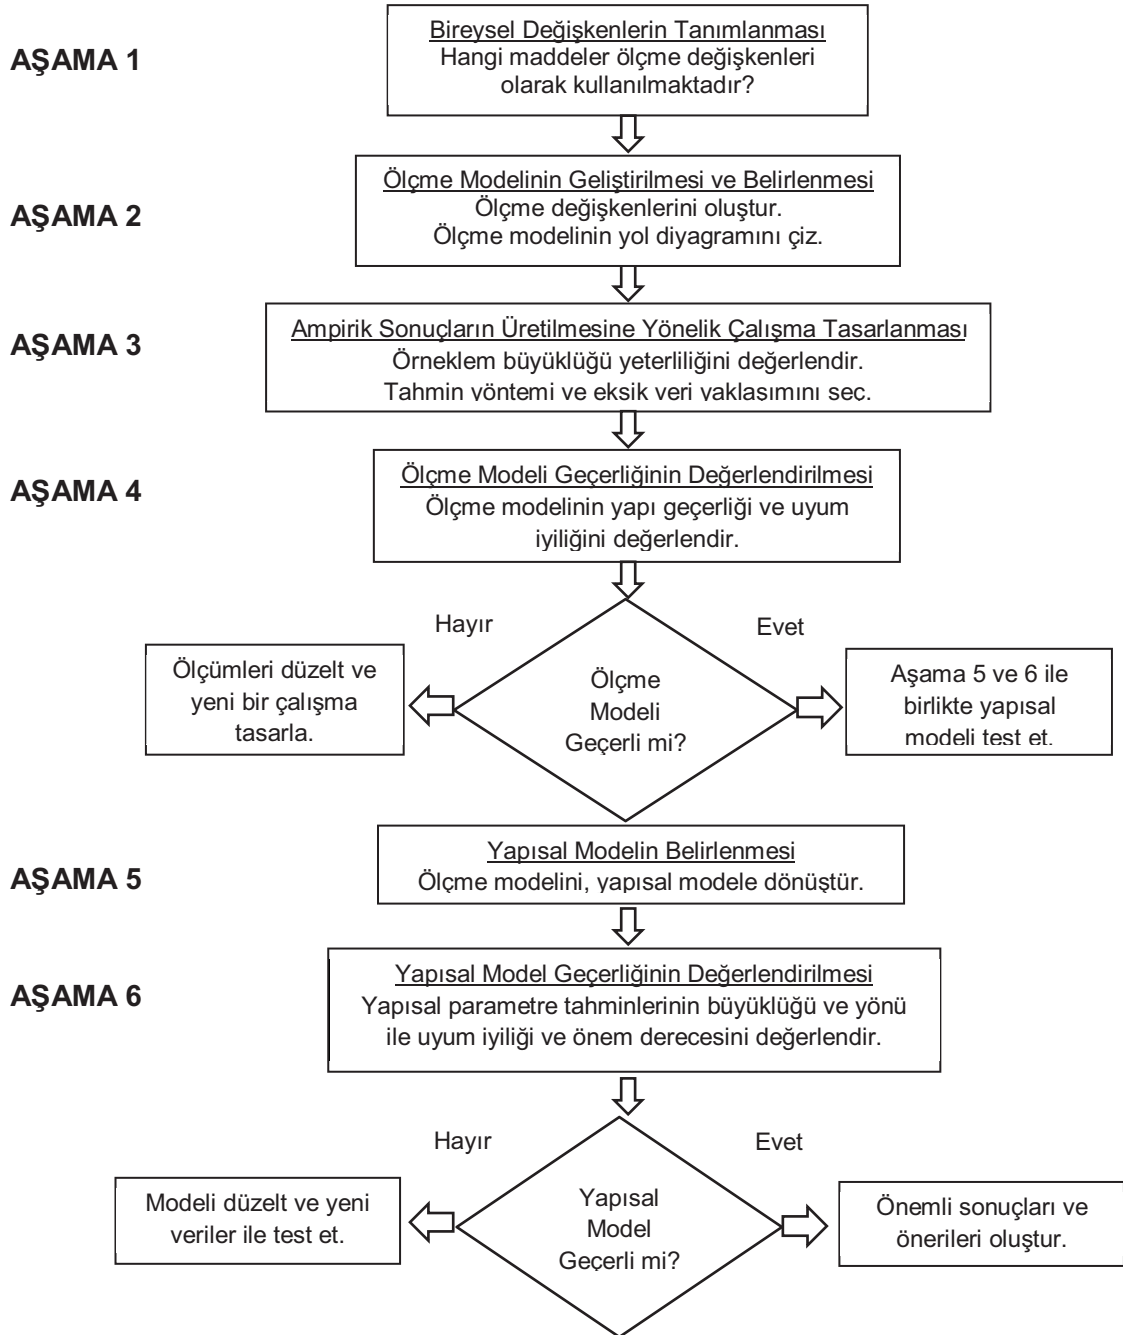 AŞAMA 1
Bireysel Değişkenlerin Tanımlanması
Hangi maddeler ölçme değişkenleri
olarak kullanılmaktadır?
AŞAMA 2
Ölçme Modelinin Geliştirilmesi ve Belirlenmesi
Ölçme değişkenlerini oluştur.
Ölçme modelinin yol diyagramını çiz.
AŞAMA 3
Ampirik Sonuçların Üretilmesine Yönelik Çalışma Tasarlanması
Örneklem büyüklüğü yeterliliğini değerlendir.
Tahmin yöntemi ve eksik veri yaklaşımını seç.
AŞAMA 4
Ölçme Modeli Geçerliğinin Değerlendirilmesi
Ölçme modelinin yapı geçerliği ve uyum
iyiliğini değerlendir.
Hayır
Evet
Ölçümleri düzelt ve
yeni bir çalışma
tasarla.
Ölçme
Modeli
Geçerli mi?
Aşama 5 ve 6 ile
birlikte yapısal
modeli test et.
AŞAMA 5
Yapısal Modelin Belirlenmesi
Ölçme modelini, yapısal modele dönüştür.
AŞAMA 6
Yapısal Model Geçerliğinin Değerlendirilmesi
Yapısal parametre tahminlerinin büyüklüğü ve yönü
ile uyum iyiliği ve önem derecesini değerlendir.
Hayır
Evet
Modeli düzelt ve yeni
veriler ile test et.
Yapısal
Model
Geçerli mi?
Önemli sonuçları ve
önerileri oluştur.